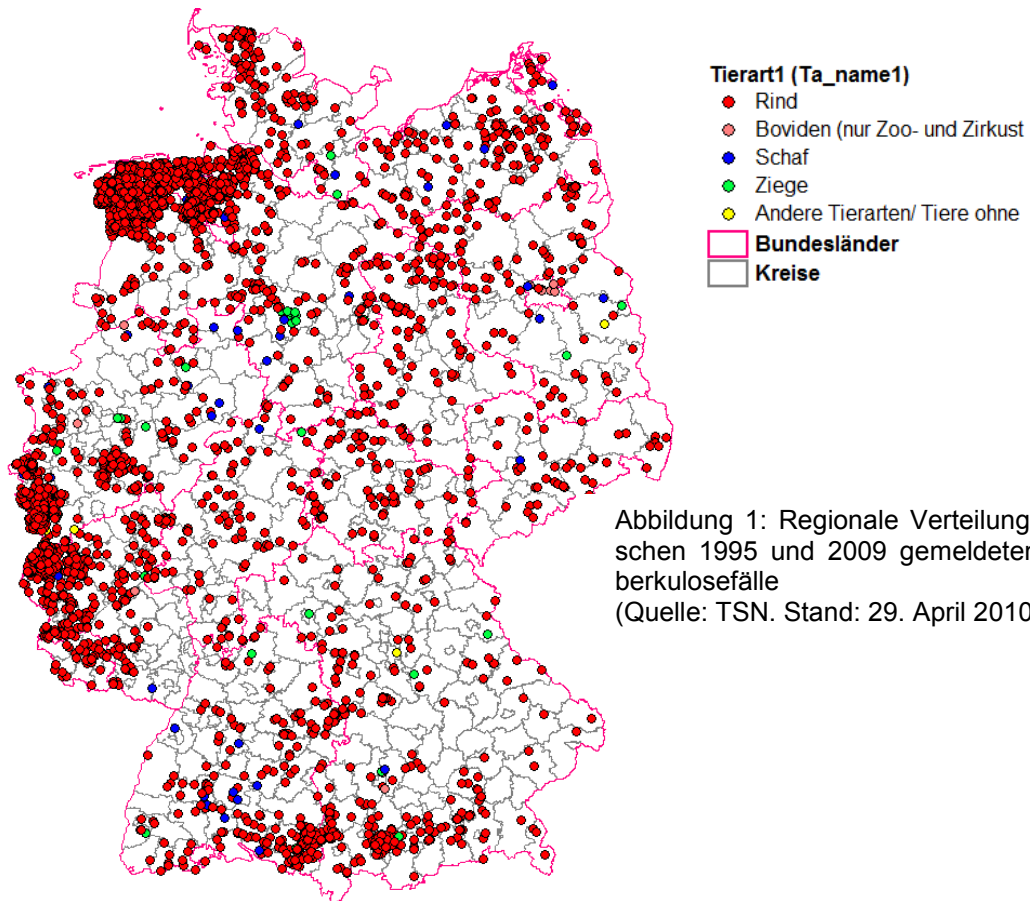 Tierart1 (Ta_name1)
Rind
Boviden (nur Zoo- und Zirkust
Schaf
Ziege
Andere Tierarten/ Tiere ohne
Bundesländer
Kreise
Abbildung 1: Regionale Verteilung
schen 1995 und 2009 gemeldeter
berkulosefälle
(Quelle: TSN. Stand: 29. April 2010